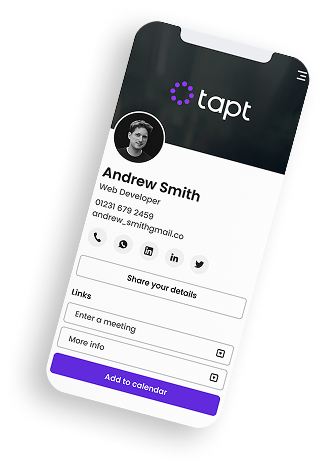 tapt
Andrew Smith
Web Developer
01231 679 2459
andrew_smithgmail.co
Share your details
Links
Enter a meeting
More info
Add to calendar